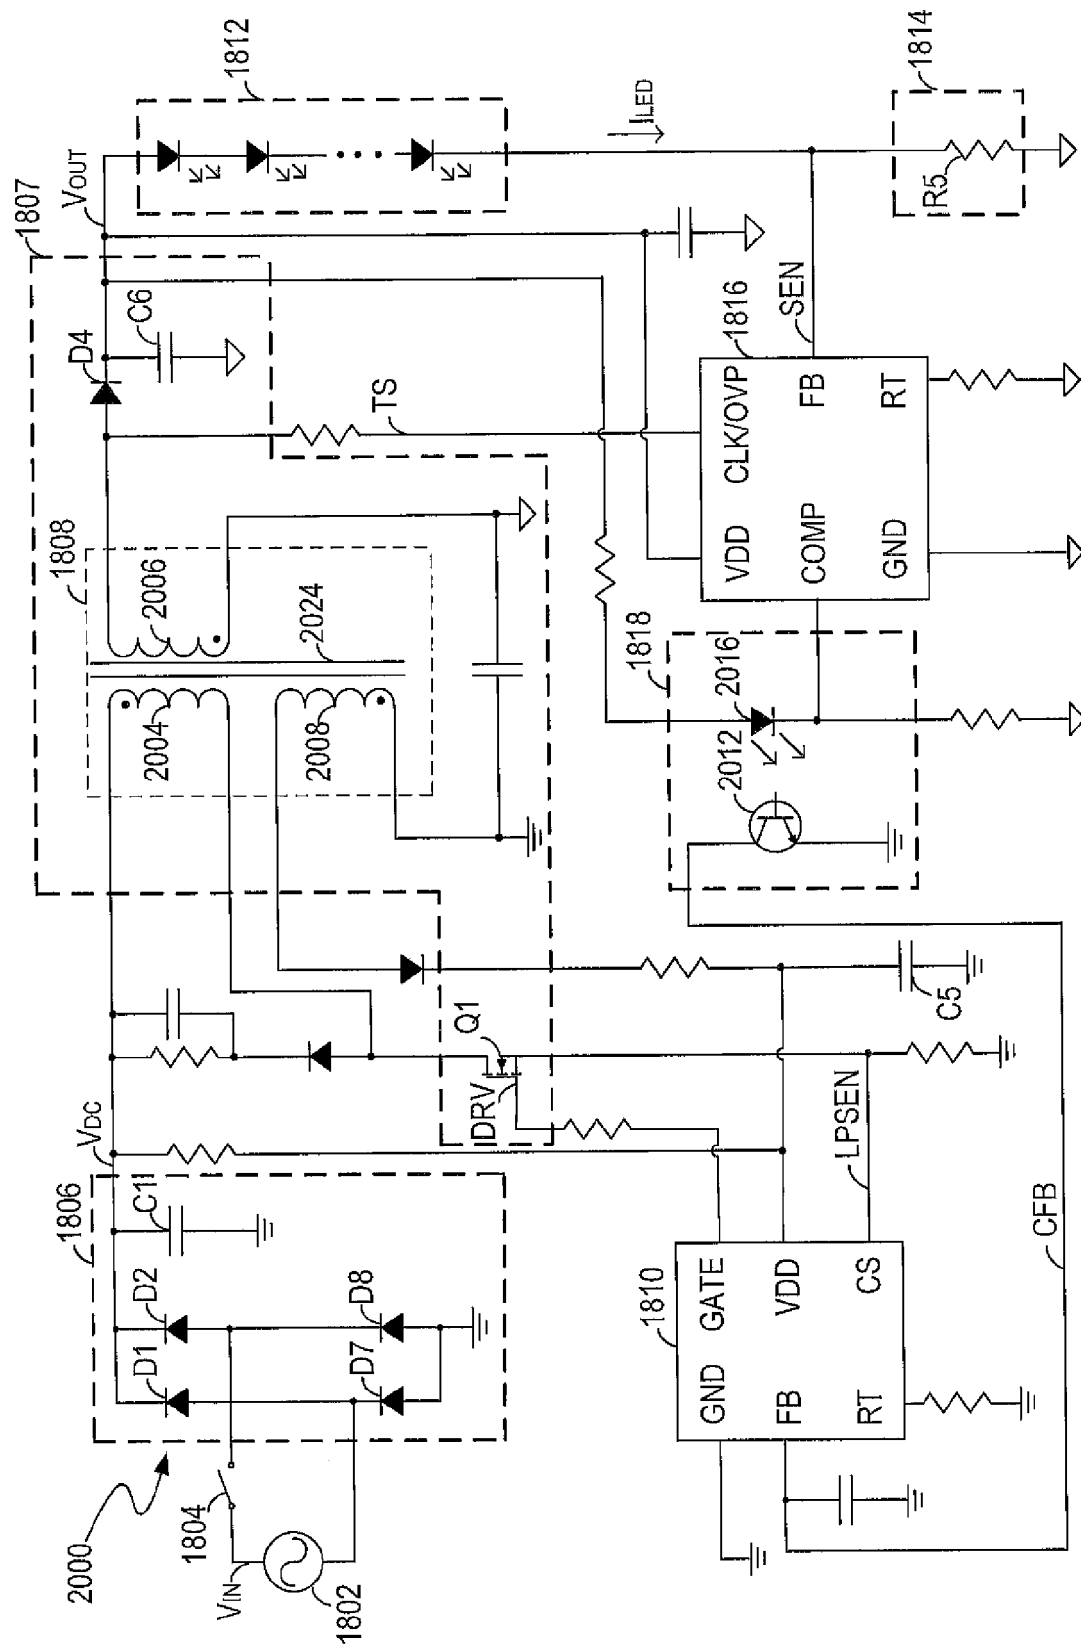 2000
1802
VIN
1804
1806
D1
D2
D7
D8
C1
VDC
1807
1808
2004
2006
2008
2024
D4
C6
VOUT
1812
ILED
1814
R5
Q1
DRV
TS
SEN
1810
GND
GATE
FB
VDD
RT
CS
LPSEN
C5
CFB
1818
2012
2016
1816
VDD
CLK/OVP
COMP
FB
GND
RT